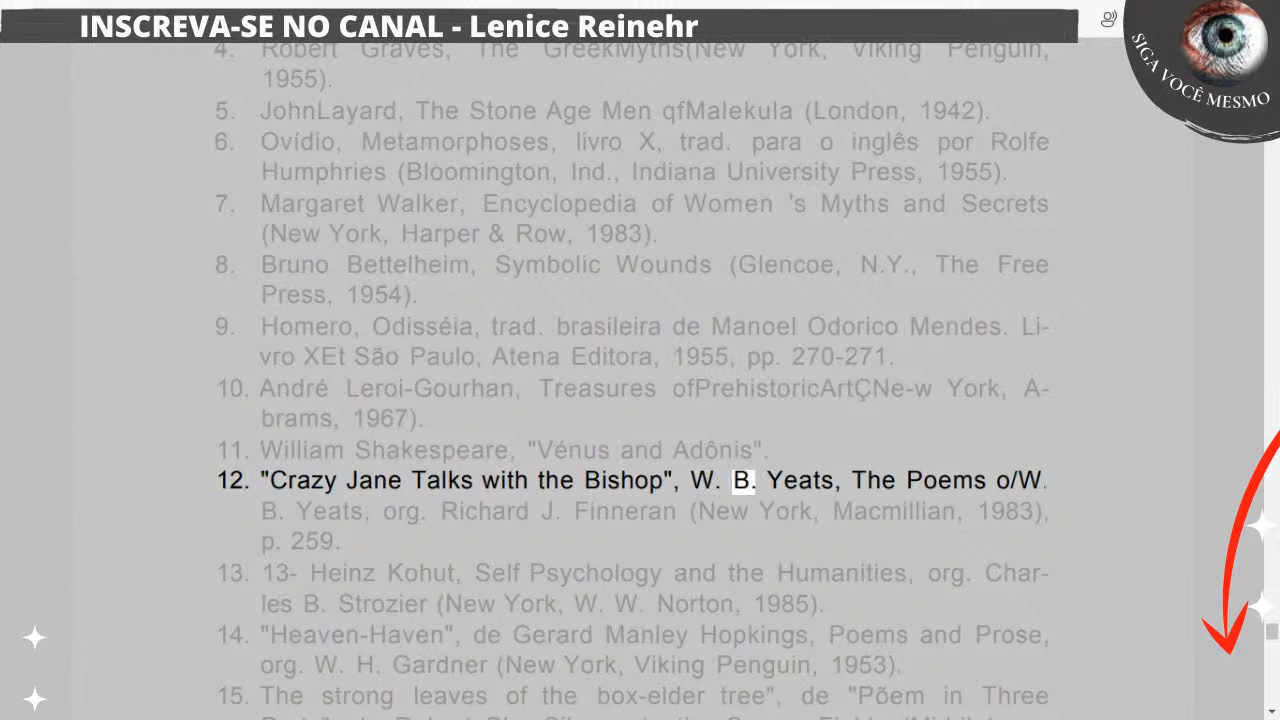 INSCREVA-SE NO CANAL - Lenice Reinehr
SIGA VOCÊ MESMO
4. Robert Graves, The GreekMyths(New York, Viking Penguin,
1955).
5. JohnLayard, The Stone Age Men qfMalekula (London, 1942).
6. Ovídio, Metamorphoses, livro X, trad. para o inglês por Rolfe
Humphries (Bloomington, Ind., Indiana University Press, 1955).
7. Margaret Walker, Encyclopedia of Women 's Myths and Secrets
(New York, Harper & Row, 1983).
8. Bruno Bettelheim, Symbolic Wounds (Glencoe, N.Y., The Free
Press, 1954).
9. Homero, Odisséia, trad. brasileira de Manoel Odorico Mendes. Li-
vro XEt São Paulo, Atena Editora, 1955, pp. 270-271.
10. André Leroi-Gourhan, Treasures ofPrehistoricArtÇNe-w York, A-
brams, 1967).
11. William Shakespeare, "Vénus and Adônis".
12. "Crazy Jane Talks with the Bishop", W. B. Yeats, The Poems o/W.
B. Yeats, org. Richard J. Finneran (New York, Macmillian, 1983),
p. 259.
13. 13- Heinz Kohut, Self Psychology and the Humanities, org. Char-
les B. Strozier (New York, W. W. Norton, 1985).
14. "Heaven-Haven", de Gerard Manley Hopkings, Poems and Prose,
org. W. H. Gardner (New York, Viking Penguin, 1953).
15. The strong leaves of the box-elder tree", de "Põem in Three